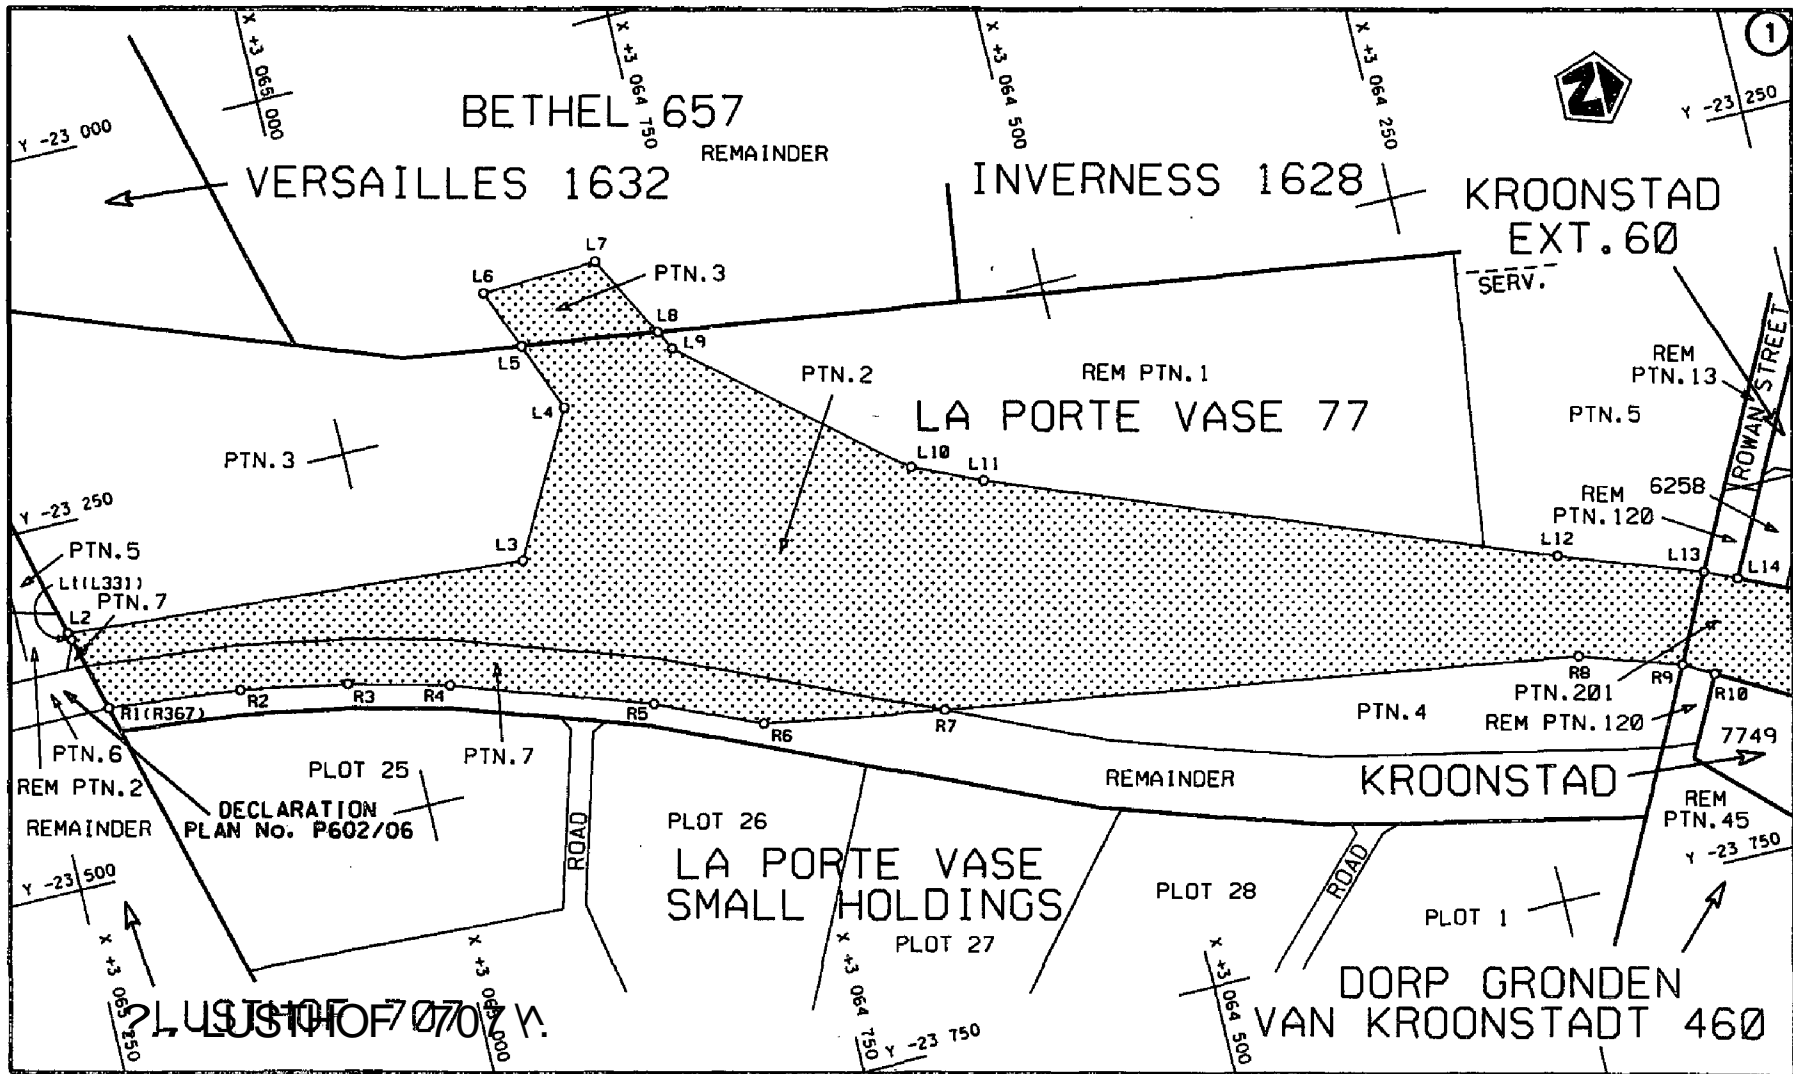 1
X +3 065 000
X +3 064 750
X +3 064 500
X +3 064 250
Y -23 250
Y -23 000
BETHEL 657
REMAINDER
VERSAILLES 1632
INVERNESS 1628
KROONSTAD
EXT.60
SERV.
L7
L6
PTN.3
L8
L9
L5
L4
PTN.2
REM PTN.1
LA PORTE VASE 77
REM
PTN.13
ROWAN STREET
PTN.5
PTN.3
L10
L11
REM
PTN.120
6258
Y -23 250
PTN.5
L1(L331)
PTN.7
L2
L3
L12
L13
L14
R1(R367)
R2
R3
R4
R5
R6
R7
R8
R9
R10
PTN.201
REM PTN.120
PTN.4
7749
PTN.6
REM PTN.2
PTN.7
PLOT 25
REMAINDER
KROONSTAD
REM
PTN.45
DECLARATION
PLAN No. P602/06
REMAINDER
ROAD
PLOT 26
LA PORTE VASE
SMALL HOLDINGS
PLOT 27
PLOT 28
ROAD
PLOT 1
Y -23 750
Y -23 500
X +3 065 250
X +3 065 000
X +3 064 750
Y -23 750
X +3 064 500
LUSTHOF 707
DORP GRONDEN
VAN KROONSTADT 460